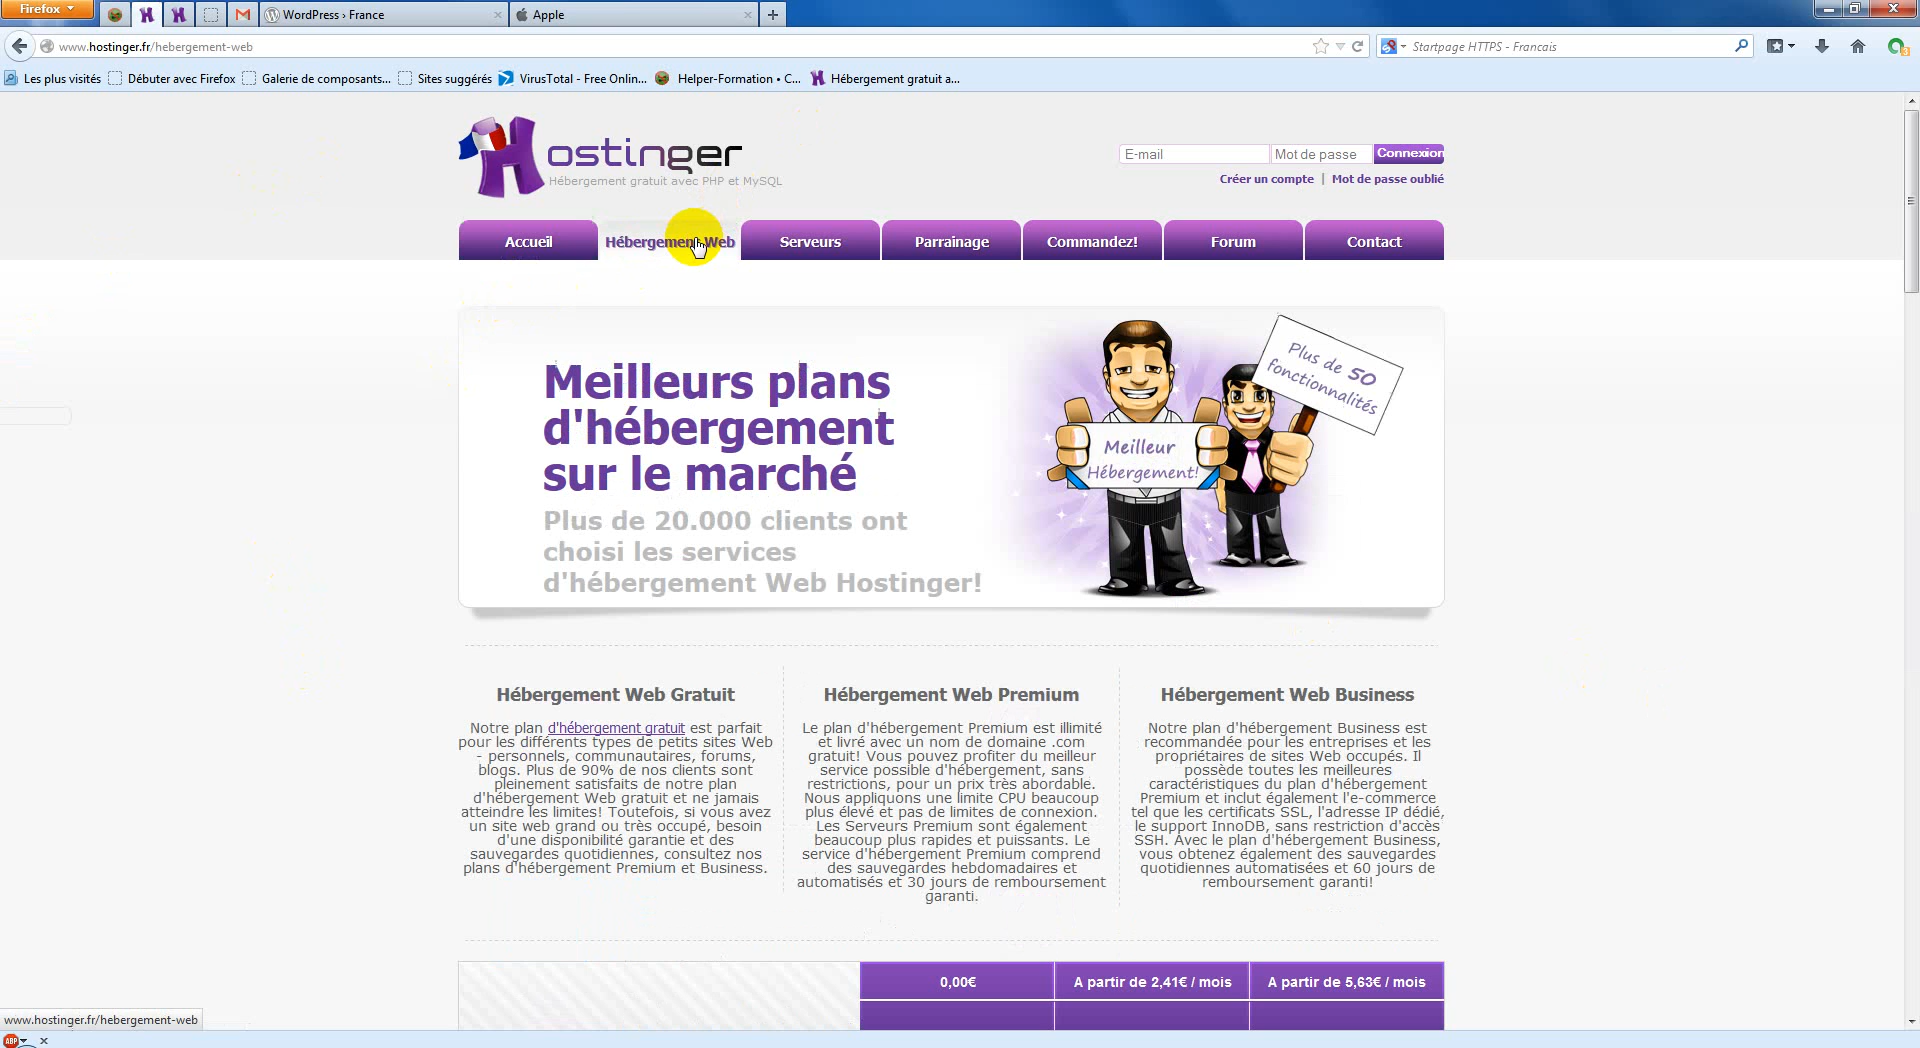 Firefox
WordPress › France
Apple
www.hostinger.fr/hebergement-web
Startpage HTTPS - Francais
Les plus visités
Débuter avec Firefox
Galerie de composants...
Sites suggérés
VirusTotal - Free Onlin...
Helper-Formation • C...
Hébergement gratuit a...
Hostinger
Hébergement gratuit avec PHP et MySQL
E-mail
Mot de passe
Connexion
Créer un compte | Mot de passe oublié
Accueil
Hébergement Web
Serveurs
Parrainage
Commandez!
Forum
Contact
Meilleurs plans
d'hébergement
sur le marché
Plus de 20.000 clients ont
choisi les services
d'hébergement Web Hostinger!
Meilleur
Hébergement!
Plus de 50
fonctionnalités
Hébergement Web Gratuit
Notre plan d'hébergement gratuit est parfait
pour les différents types de petits sites Web
- personnels, communautaires, forums,
blogs. Plus de 90% de nos clients sont
pleinement satisfaits de notre plan
d'hébergement Web gratuit et ne jamais
atteindre les limites! Toutefois, si vous avez
un site web grand ou très occupé, besoin
d'une disponibilité garantie et des
sauvegardes quotidiennes, consultez nos
plans d'hébergement Premium et Business.
Hébergement Web Premium
Le plan d'hébergement Premium est illimité
et livré avec un nom de domaine .com
gratuit! Vous pouvez profiter du meilleur
service possible d'hébergement, sans
restrictions, pour un prix très abordable.
Nous appliquons une limite CPU beaucoup
plus élevé et pas de limites de connexion.
Les Serveurs Premium sont également
beaucoup plus rapides et puissants. Le
service d'hébergement Premium comprend
des sauvegardes hebdomadaires et
automatisés et 30 jours de remboursement
garanti.
Hébergement Web Business
Notre plan d'hébergement Business est
recommandée pour les entreprises et les
propriétaires de sites Web occupés. Il
possède toutes les meilleures
caractéristiques du plan d'hébergement
Premium et inclut également l'e-commerce
tel que les certificats SSL, l'adresse IP dédié,
le support InnoDB, sans restriction d'accès
SSH. Avec le plan d'hébergement Business,
vous obtenez également des sauvegardes
quotidiennes automatisées et 60 jours de
remboursement garanti!
0,00€
A partir de 2,41€ / mois
A partir de 5,63€ / mois
www.hostinger.fr/hebergement-web
ABP